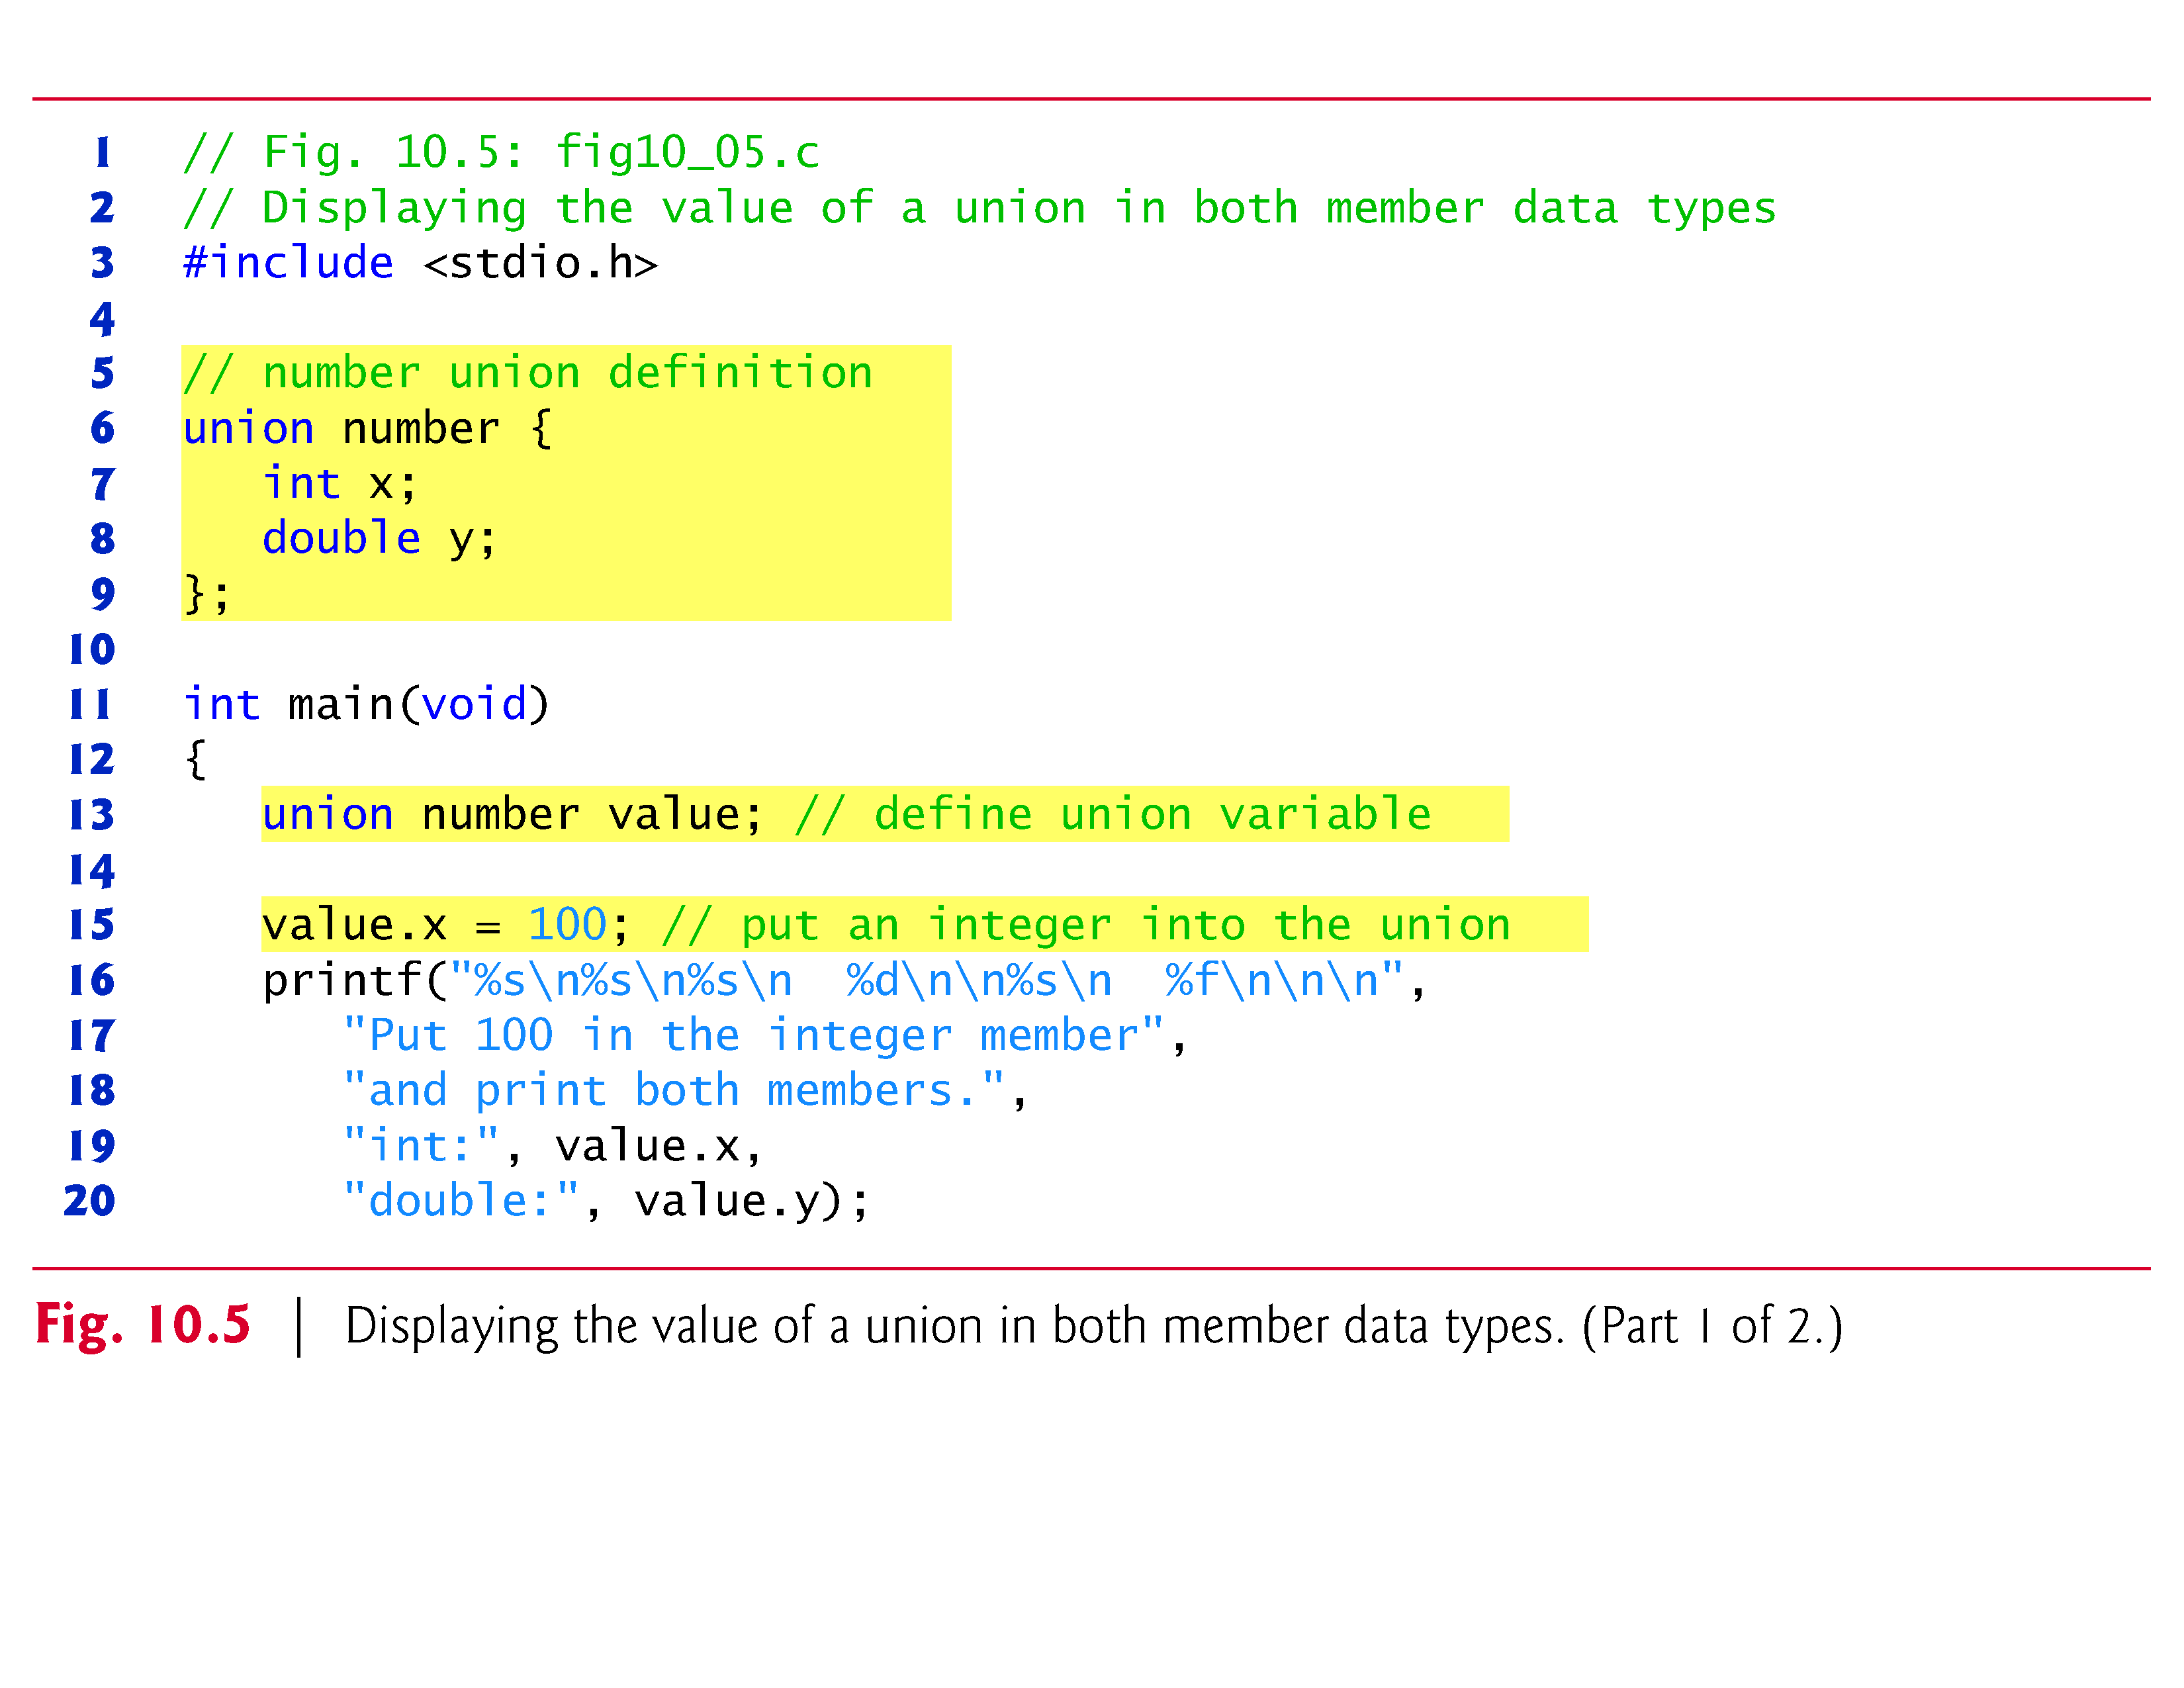 1 // Fig. 10.5: fig10_05.c
2 // Displaying the value of a union in both member data types
3 #include <stdio.h>
4
5 // number union definition
6 union number {
7    int x;
8    double y;
9 };
10
11 int main(void)
12 {
13    union number value; // define union variable
14
15    value.x = 100; // put an integer into the union
16    printf("%s\n%s\n%s\n  %d\n\n%s\n  %f\n\n\n",
17       "Put 100 in the integer member",
18       "and print both members.",
19       "int:", value.x,
20       "double:", value.y);
Fig. 10.5 | Displaying the value of a union in both member data types. (Part 1 of 2.)